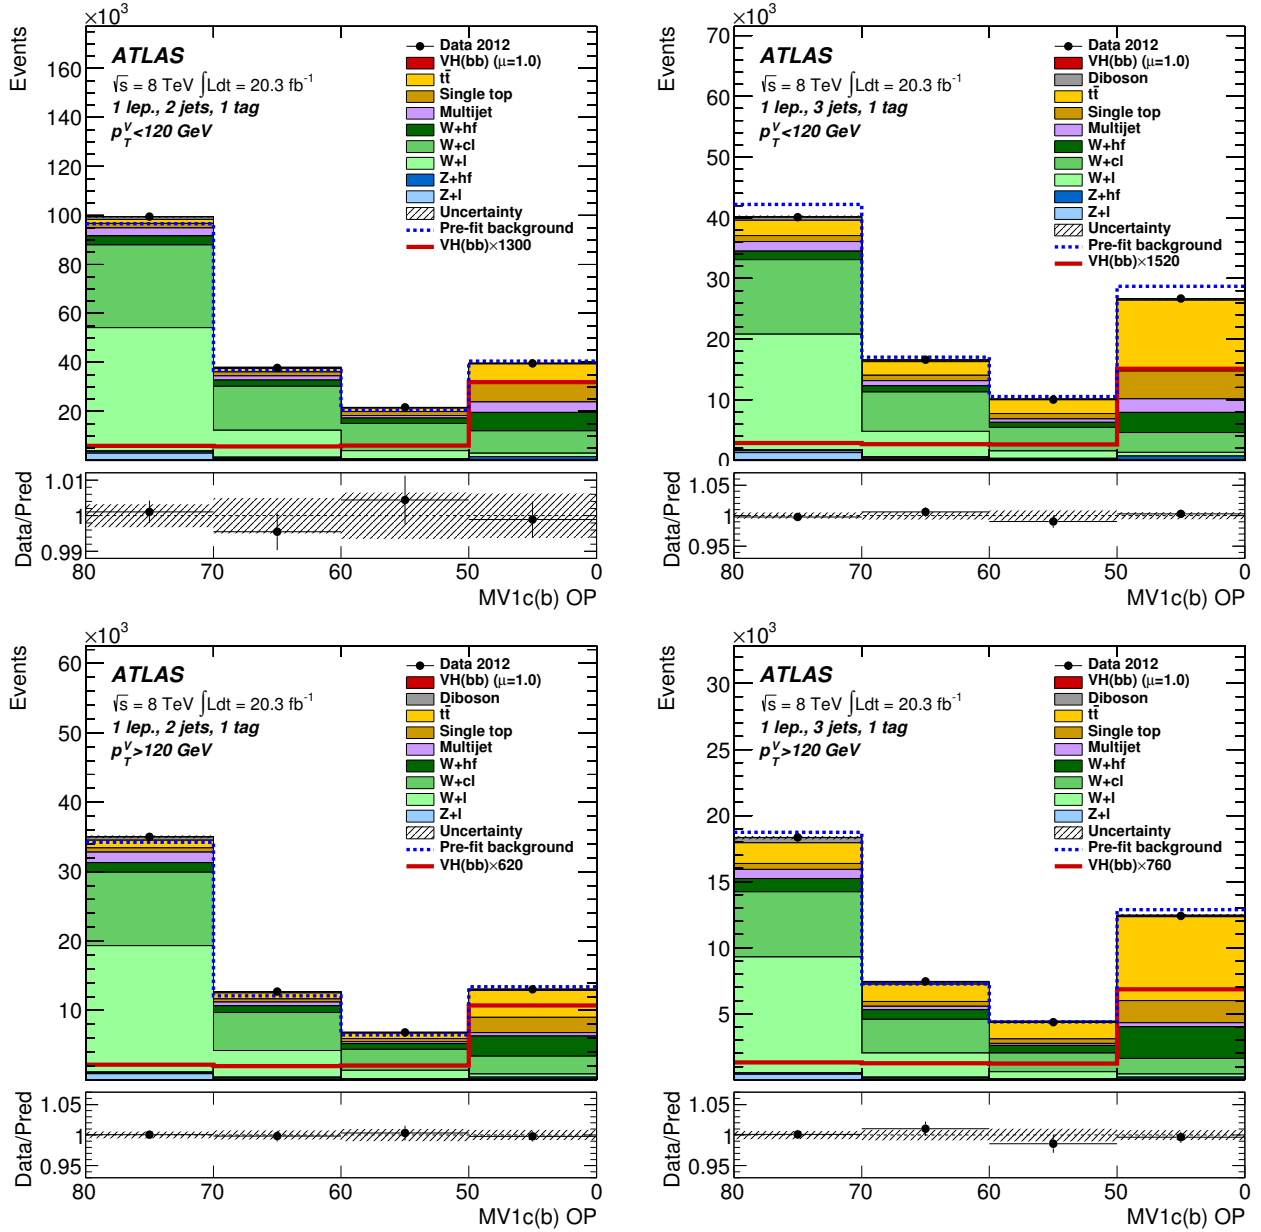 ×10³
Events
160
140
120
100
80
60
40
20
ATLAS
√s = 8 TeV ∫Ldt = 20.3 fb⁻¹
1 lep., 2 jets, 1 tag
p_T^V<120 GeV
Data 2012
VH(bb) (μ=1.0)
tt̄
Single top
Multijet
W+hf
W+cl
W+l
Z+hf
Z+l
Uncertainty
Pre-fit background
VH(bb)×1300
Data/Pred
1.01
1
0.99
80 70 60 50 0
MV1c(b) OP
×10³
Events
70
60
50
40
30
20
10
0
ATLAS
√s = 8 TeV ∫Ldt = 20.3 fb⁻¹
1 lep., 3 jets, 1 tag
p_T^V<120 GeV
Data 2012
VH(bb) (μ=1.0)
Diboson
tt̄
Single top
Multijet
W+hf
W+cl
W+l
Z+hf
Z+l
Uncertainty
Pre-fit background
VH(bb)×1520
Data/Pred
1.05
1
0.95
80 70 60 50 0
MV1c(b) OP
×10³
Events
60
50
40
30
20
10
ATLAS
√s = 8 TeV ∫Ldt = 20.3 fb⁻¹
1 lep., 2 jets, 1 tag
p_T^V>120 GeV
Data 2012
VH(bb) (μ=1.0)
Diboson
tt̄
Single top
Multijet
W+hf
W+cl
W+l
Z+l
Uncertainty
Pre-fit background
VH(bb)×620
Data/Pred
1.05
1
0.95
80 70 60 50 0
MV1c(b) OP
×10³
Events
30
25
20
15
10
5
ATLAS
√s = 8 TeV ∫Ldt = 20.3 fb⁻¹
1 lep., 3 jets, 1 tag
p_T^V>120 GeV
Data 2012
VH(bb) (μ=1.0)
Diboson
tt̄
Single top
Multijet
W+hf
W+cl
W+l
Z+l
Uncertainty
Pre-fit background
VH(bb)×760
Data/Pred
1.05
1
0.95
80 70 60 50 0
MV1c(b) OP